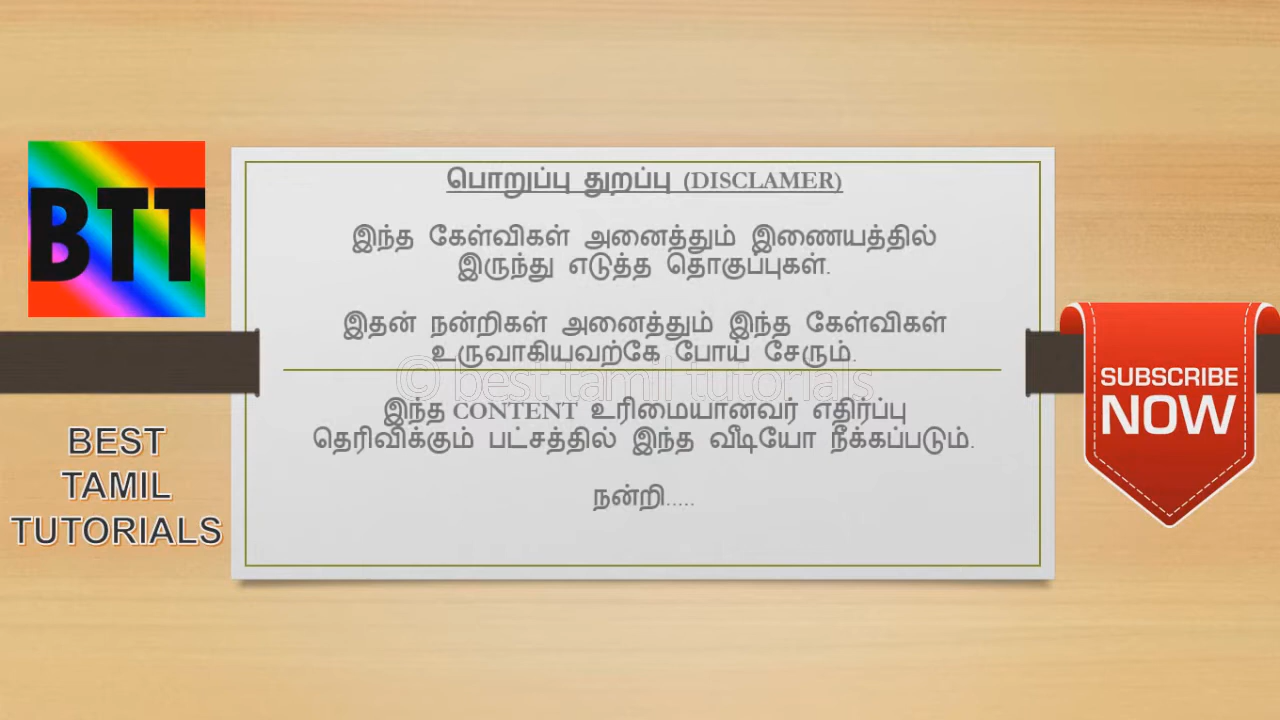 BTT
BEST
TAMIL
TUTORIALS
பொறுப்பு துறப்பு (DISCLAMER)
இந்த கேள்விகள் அனைத்தும் இணையத்தில்
இருந்து எடுத்த தொகுப்புகள்.
இதன் நன்றிகள் அனைத்தும் இந்த கேள்விகள்
உருவாகியவற்கே போய் சேரும்.
© best tamil tutorials
இந்த CONTENT உரிமையானவர் எதிர்ப்பு
தெரிவிக்கும் பட்சத்தில் இந்த வீடியோ நீக்கப்படும்.
நன்றி.....
SUBSCRIBE
NOW